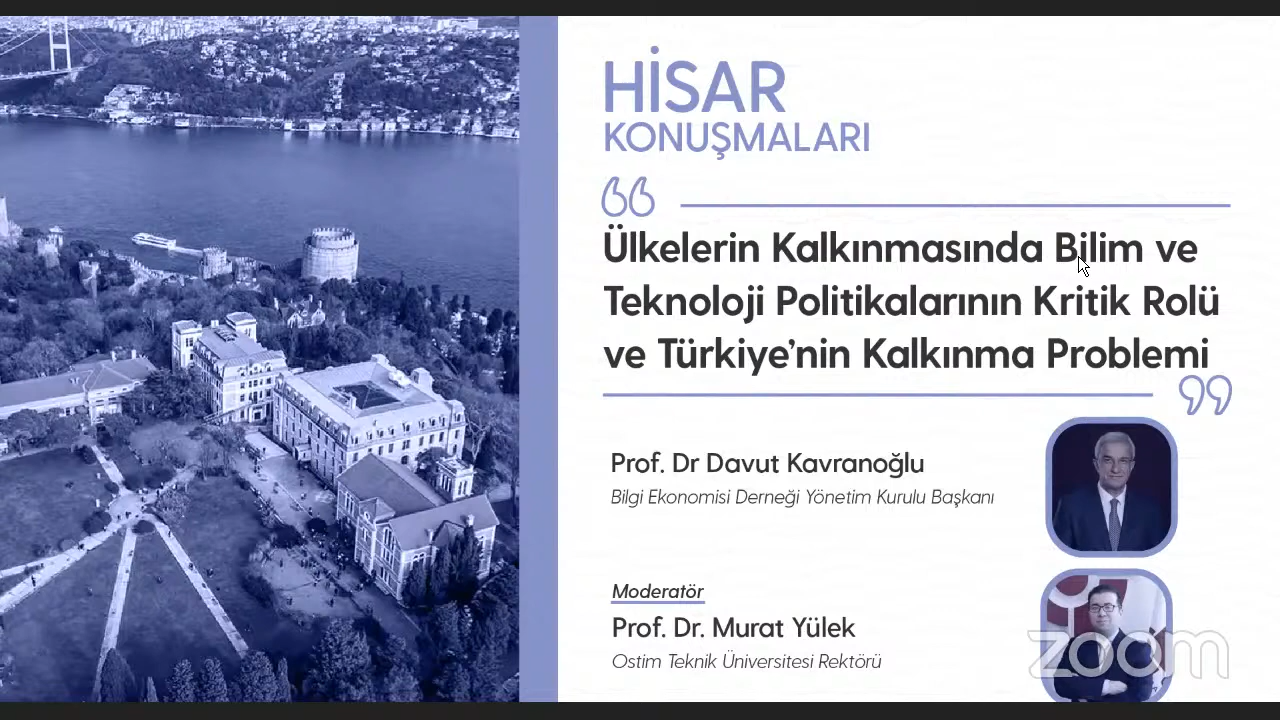 HİSAR
KONUŞMALARI
Ülkelerin Kalkınmasında Bilim ve
Teknoloji Politikalarının Kritik Rolü
ve Türkiye’nin Kalkınma Problemi
Prof. Dr Davut Kavranoğlu
Bilgi Ekonomisi Derneği Yönetim Kurulu Başkanı
Moderatör
Prof. Dr. Murat Yülek
Ostim Teknik Üniversitesi Rektörü
zoom